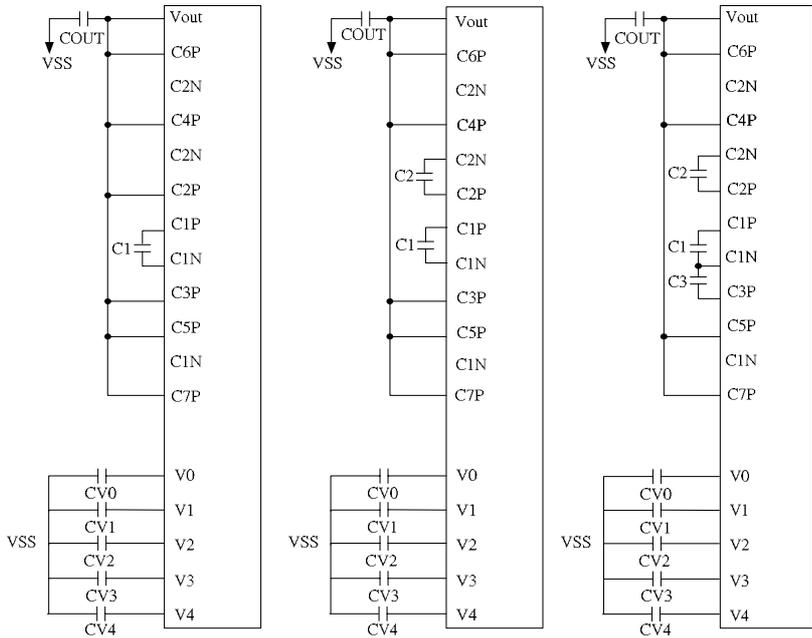 Vout
COUT
VSS
C6P
C2N
C4P
C2N
C2P
C1P
C1
C1N
C3P
C5P
C1N
C7P
V0
CV0
V1
CV1
VSS
V2
CV2
V3
CV3
V4
CV4
Vout
COUT
VSS
C6P
C2N
C4P
C2N
C2
C2P
C1P
C1
C1N
C3P
C5P
C1N
C7P
V0
CV0
V1
CV1
VSS
V2
CV2
V3
CV3
V4
CV4
Vout
COUT
VSS
C6P
C2N
C4P
C2N
C2
C2P
C1P
C1
C1N
C3
C3P
C5P
C1N
C7P
V0
CV0
V1
CV1
VSS
V2
CV2
V3
CV3
V4
CV4